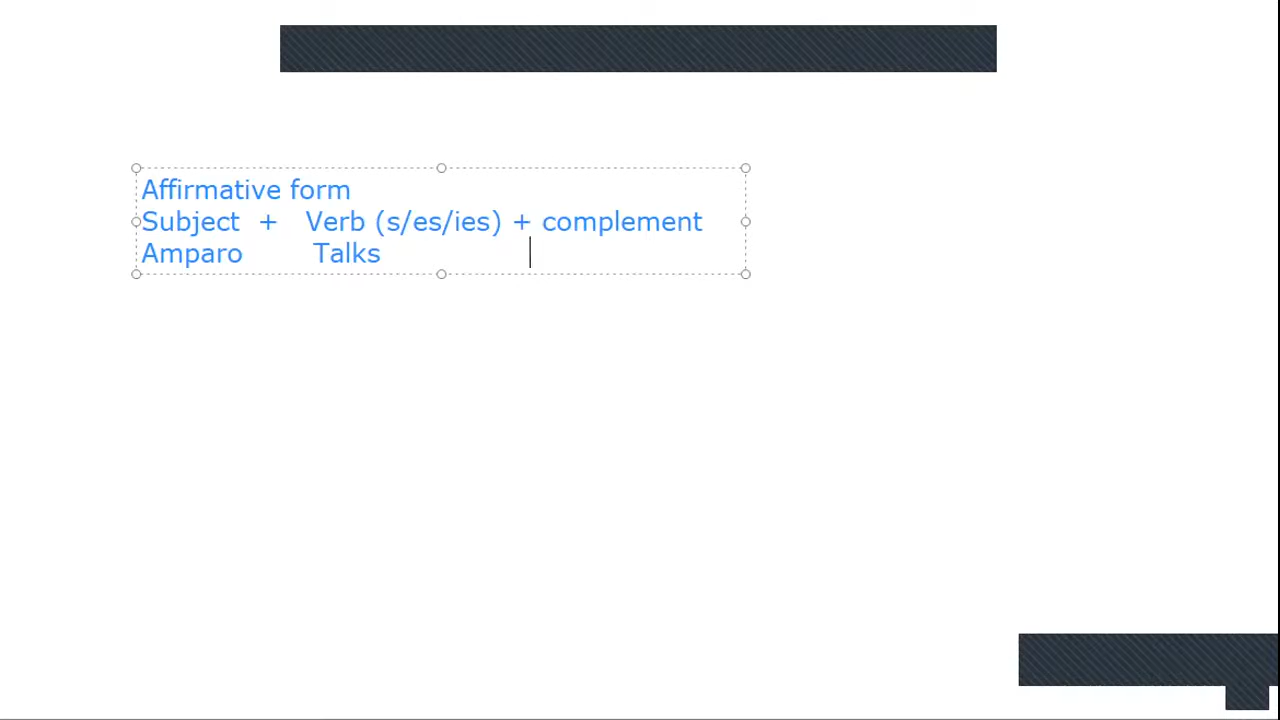 Affirmative form
Subject + Verb (s/es/ies) + complement
Amparo Talks